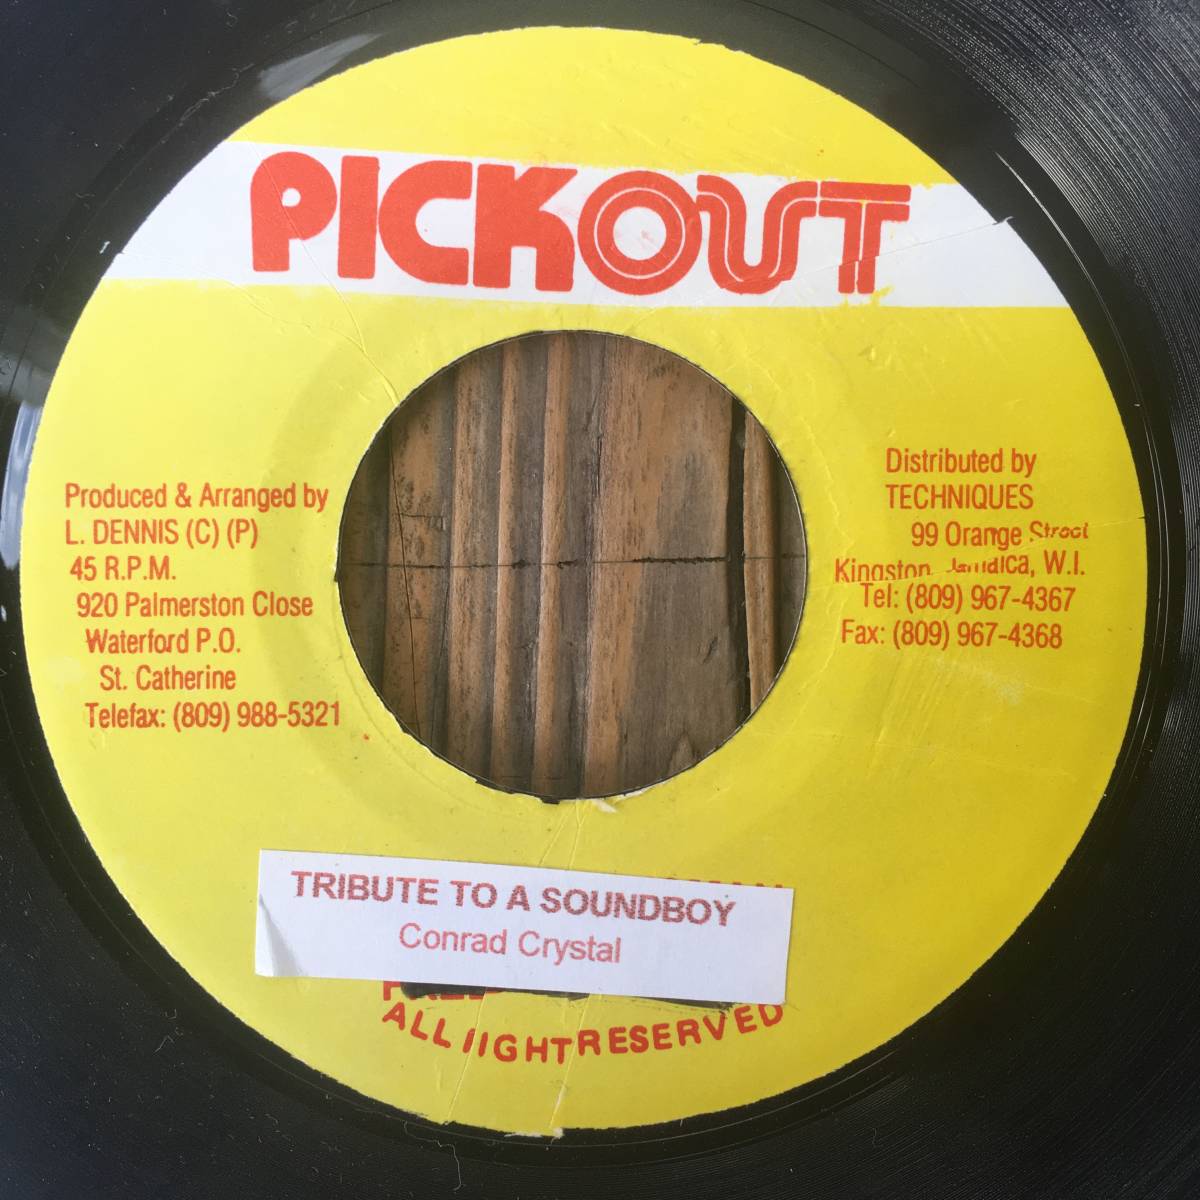 PICKOUT
Produced & Arranged by
L. DENNIS (C) (P)
45 R.P.M.
920 Palmerston Close
Waterford P.O.
St. Catherine
Telefax: (809) 988-5321
Distributed by
TECHNIQUES
99 Orange Street
Kingston Jamaica, W.I.
Tel: (809) 967-4367
Fax: (809) 967-4368
TRIBUTE TO A SOUNDBOY
Conrad Crystal
ALL RIGHT RESERVED